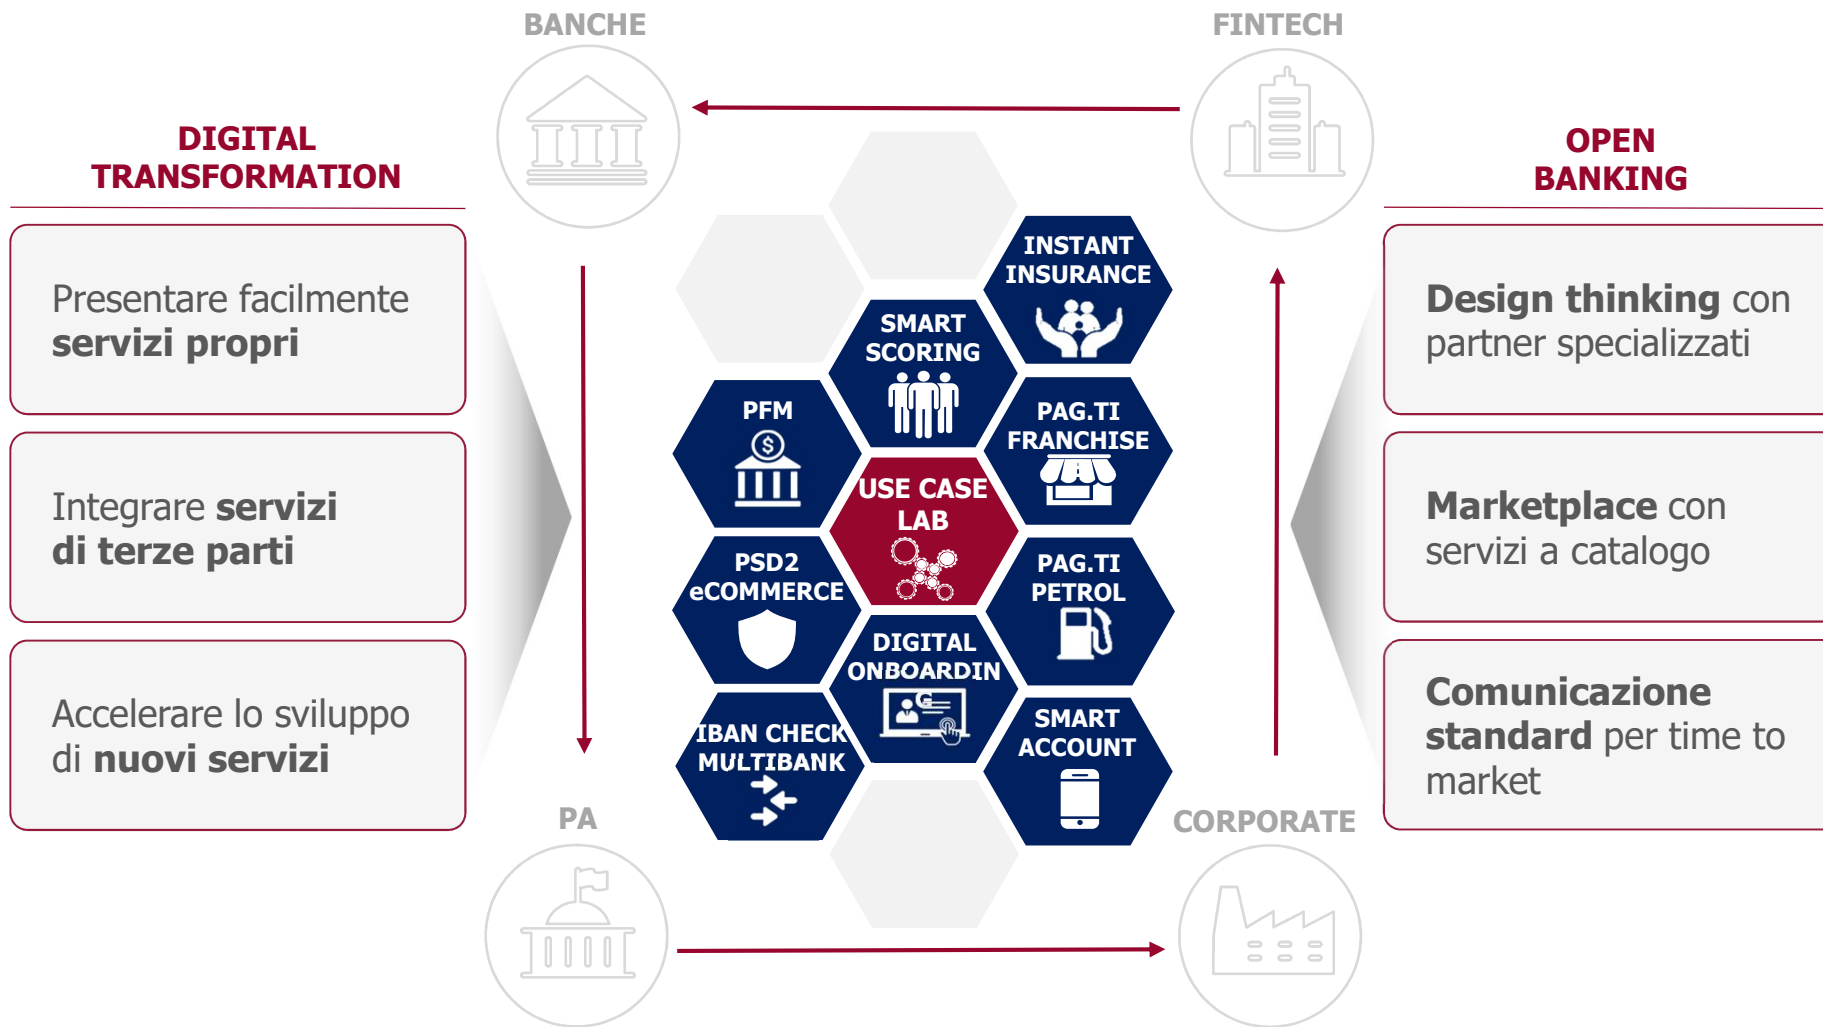 BANCHE
FINTECH
DIGITAL
TRANSFORMATION
Presentare facilmente
servizi propri
Integrare servizi
di terze parti
Accelerare lo sviluppo
di nuovi servizi
INSTANT
INSURANCE
SMART
SCORING
PFM
$
PAG.TI
FRANCHISE
USE CASE
LAB
PSD2
eCOMMERCE
PAG.TI
PETROL
DIGITAL
ONBOARDIN
G
IBAN CHECK
MULTIBANK
SMART
ACCOUNT
OPEN
BANKING
Design thinking con
partner specializzati
Marketplace con
servizi a catalogo
Comunicazione
standard per time to
market
PA
CORPORATE